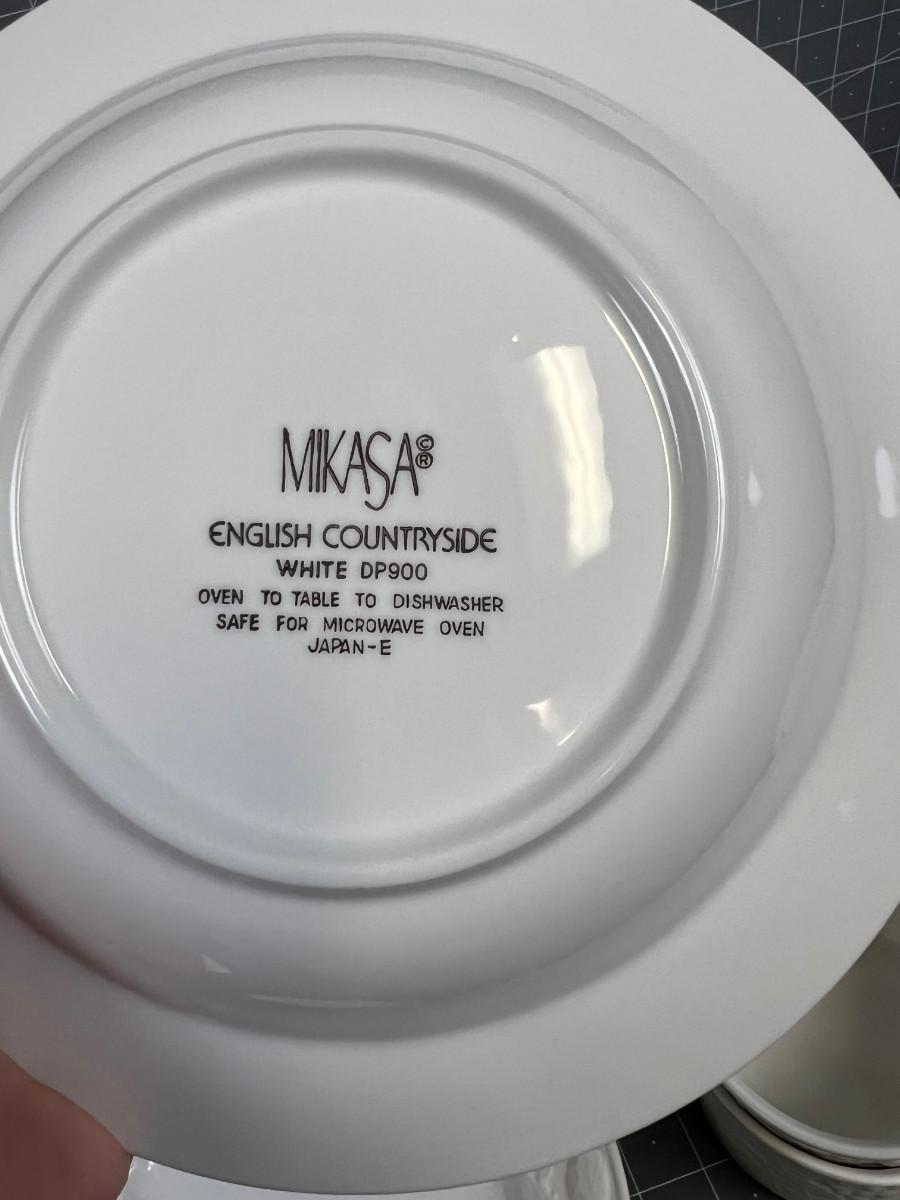 MIKASA©®
ENGLISH COUNTRYSIDE
WHITE DP900
OVEN TO TABLE TO DISHWASHER
SAFE FOR MICROWAVE OVEN
JAPAN-E